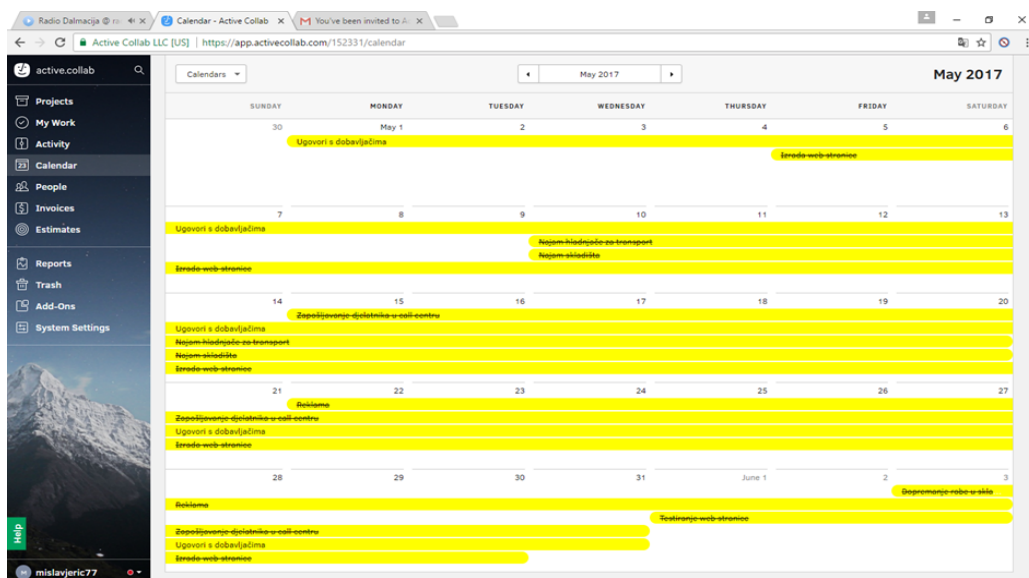 Radio Dalmacija @ ra
Calendar - Active Collab
You've been invited to A
Active Collab LLC [US] | https://app.activecollab.com/152331/calendar
active.collab
Projects
My Work
Activity
23 Calendar
People
Invoices
Estimates
Reports
Trash
Add-Ons
System Settings
Help
mislavjeric77
Calendars
May 2017
May 2017
SUNDAY MONDAY TUESDAY WEDNESDAY THURSDAY FRIDAY SATURDAY
30 May 1 2 3 4 5 6
Ugovori s dobavljačima
Izrada web stranice
7 8 9 10 11 12 13
Ugovori s dobavljačima
Najam hladnjače za transport
Najam skladišta
Izrada web stranice
14 15 16 17 18 19 20
Zapošljavanje djelatnika u call centru
Ugovori s dobavljačima
Najam hladnjače za transport
Najam skladišta
Izrada web stranice
21 22 23 24 25 26 27
Reklama
Zapošljavanje djelatnika u call centru
Ugovori s dobavljačima
Izrada web stranice
28 29 30 31 June 1 2 3
Dopremanje robe u skla
Reklama
Testiranje web stranice
Zapošljavanje djelatnika u call centru
Ugovori s dobavljačima
Izrada web stranice